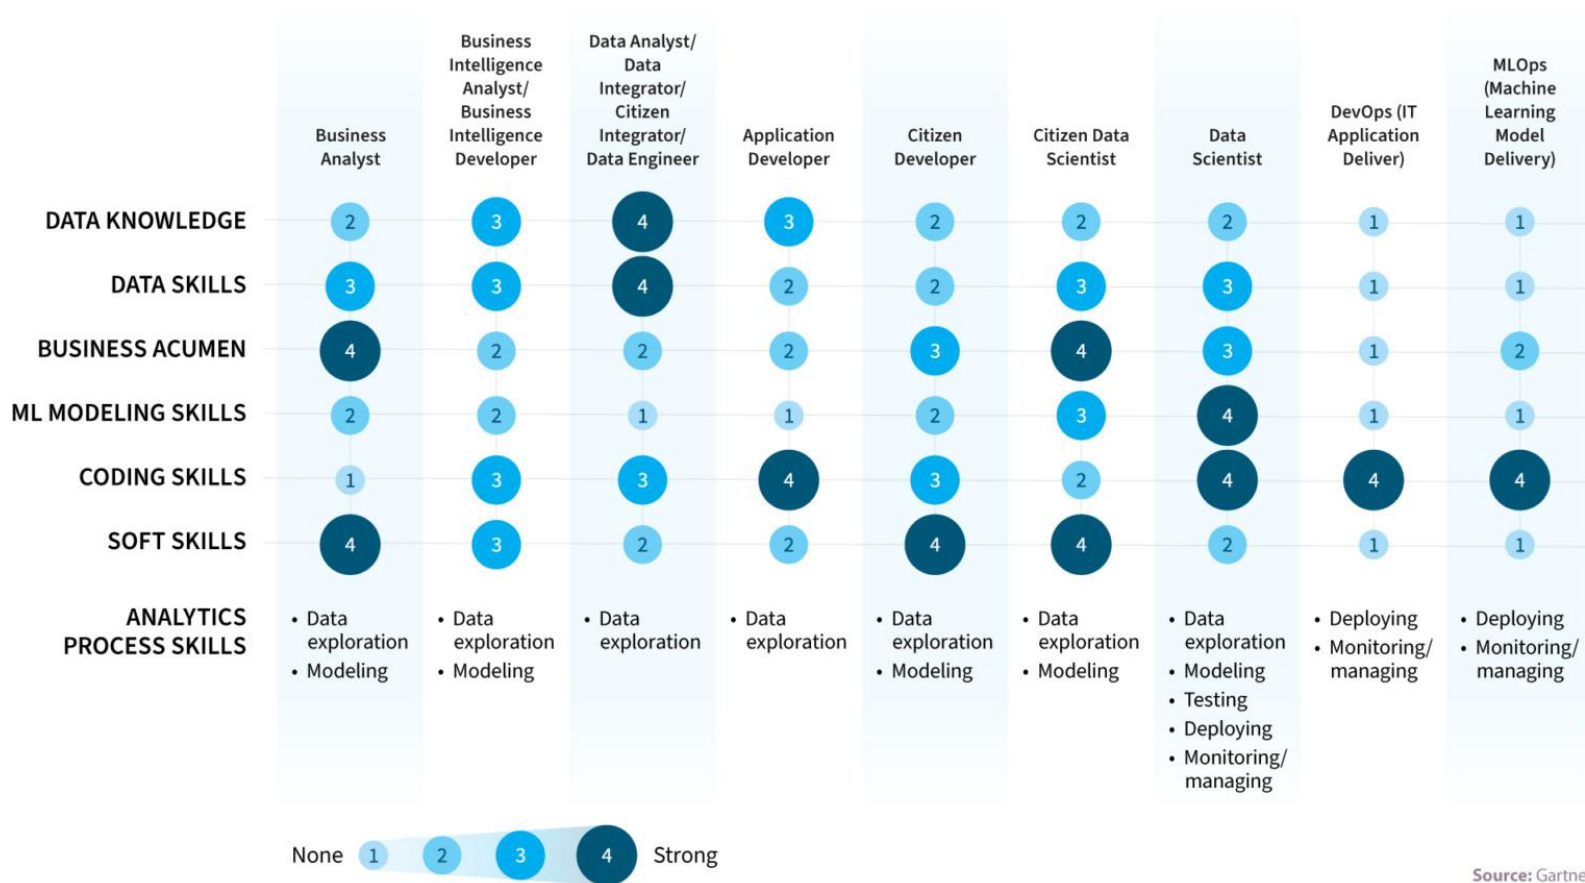 Business
Analyst
Business
Intelligence
Analyst/
Business
Intelligence
Developer
Data Analyst/
Data
Integrator/
Citizen
Integrator/
Data Engineer
Application
Developer
Citizen
Developer
Citizen Data
Scientist
Data
Scientist
DevOps (IT
Application
Deliver)
MLOps
(Machine
Learning
Model
Delivery)
DATA KNOWLEDGE 2 3 4 3 2 2 2 1 1
DATA SKILLS 3 3 4 2 2 3 3 1 1
BUSINESS ACUMEN 4 2 2 2 3 4 3 1 2
ML MODELING SKILLS 2 2 1 1 2 3 4 1 1
CODING SKILLS 1 3 3 4 3 2 4 4 4
SOFT SKILLS 4 3 2 2 4 4 2 1 1
ANALYTICS
PROCESS SKILLS
• Data
exploration
• Modeling
• Data
exploration
• Modeling
• Data
exploration
• Data
exploration
• Data
exploration
• Modeling
• Data
exploration
• Modeling
• Data
exploration
• Modeling
• Testing
• Deploying
• Monitoring/
managing
• Deploying
• Monitoring/
managing
• Deploying
• Monitoring/
managing
None 1 2 3 4 Strong
Source: Gartne